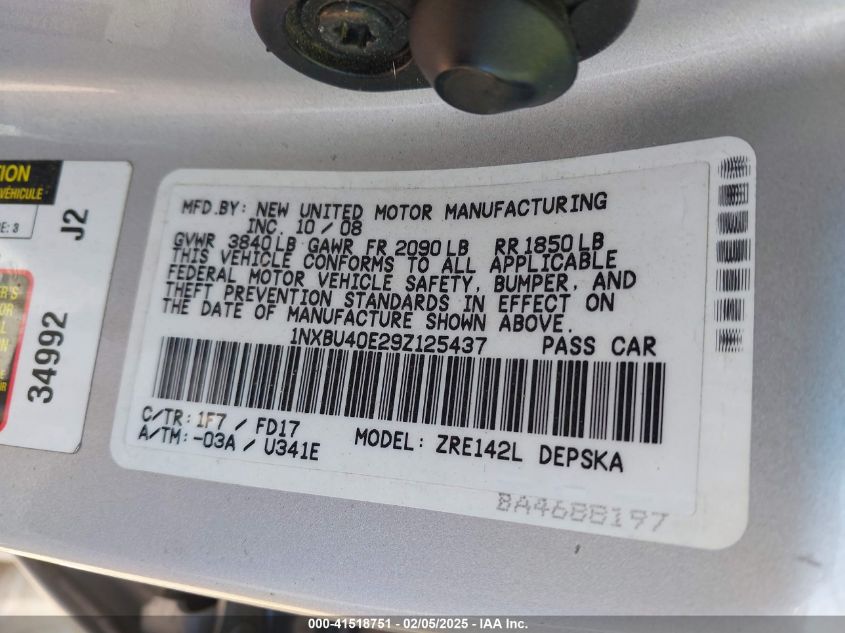 TION
VÉHICULE
E: 3
J2
34992
MFD.BY: NEW UNITED MOTOR MANUFACTURING
INC. 10 / 08
GVWR 3840 LB GAWR FR 2090 LB RR 1850 LB
THIS VEHICLE CONFORMS TO ALL APPLICABLE
FEDERAL MOTOR VEHICLE SAFETY, BUMPER, AND
THEFT PREVENTION STANDARDS IN EFFECT ON
THE DATE OF MANUFACTURE SHOWN ABOVE.
1NXBU40E29Z125437 PASS CAR
C/TR: 1F7 / FD17
A/TM: -03A / U341E
MODEL: ZRE142L DEPSKA
BA4688197
000-41518751 - 02/05/2025 - IAA Inc.